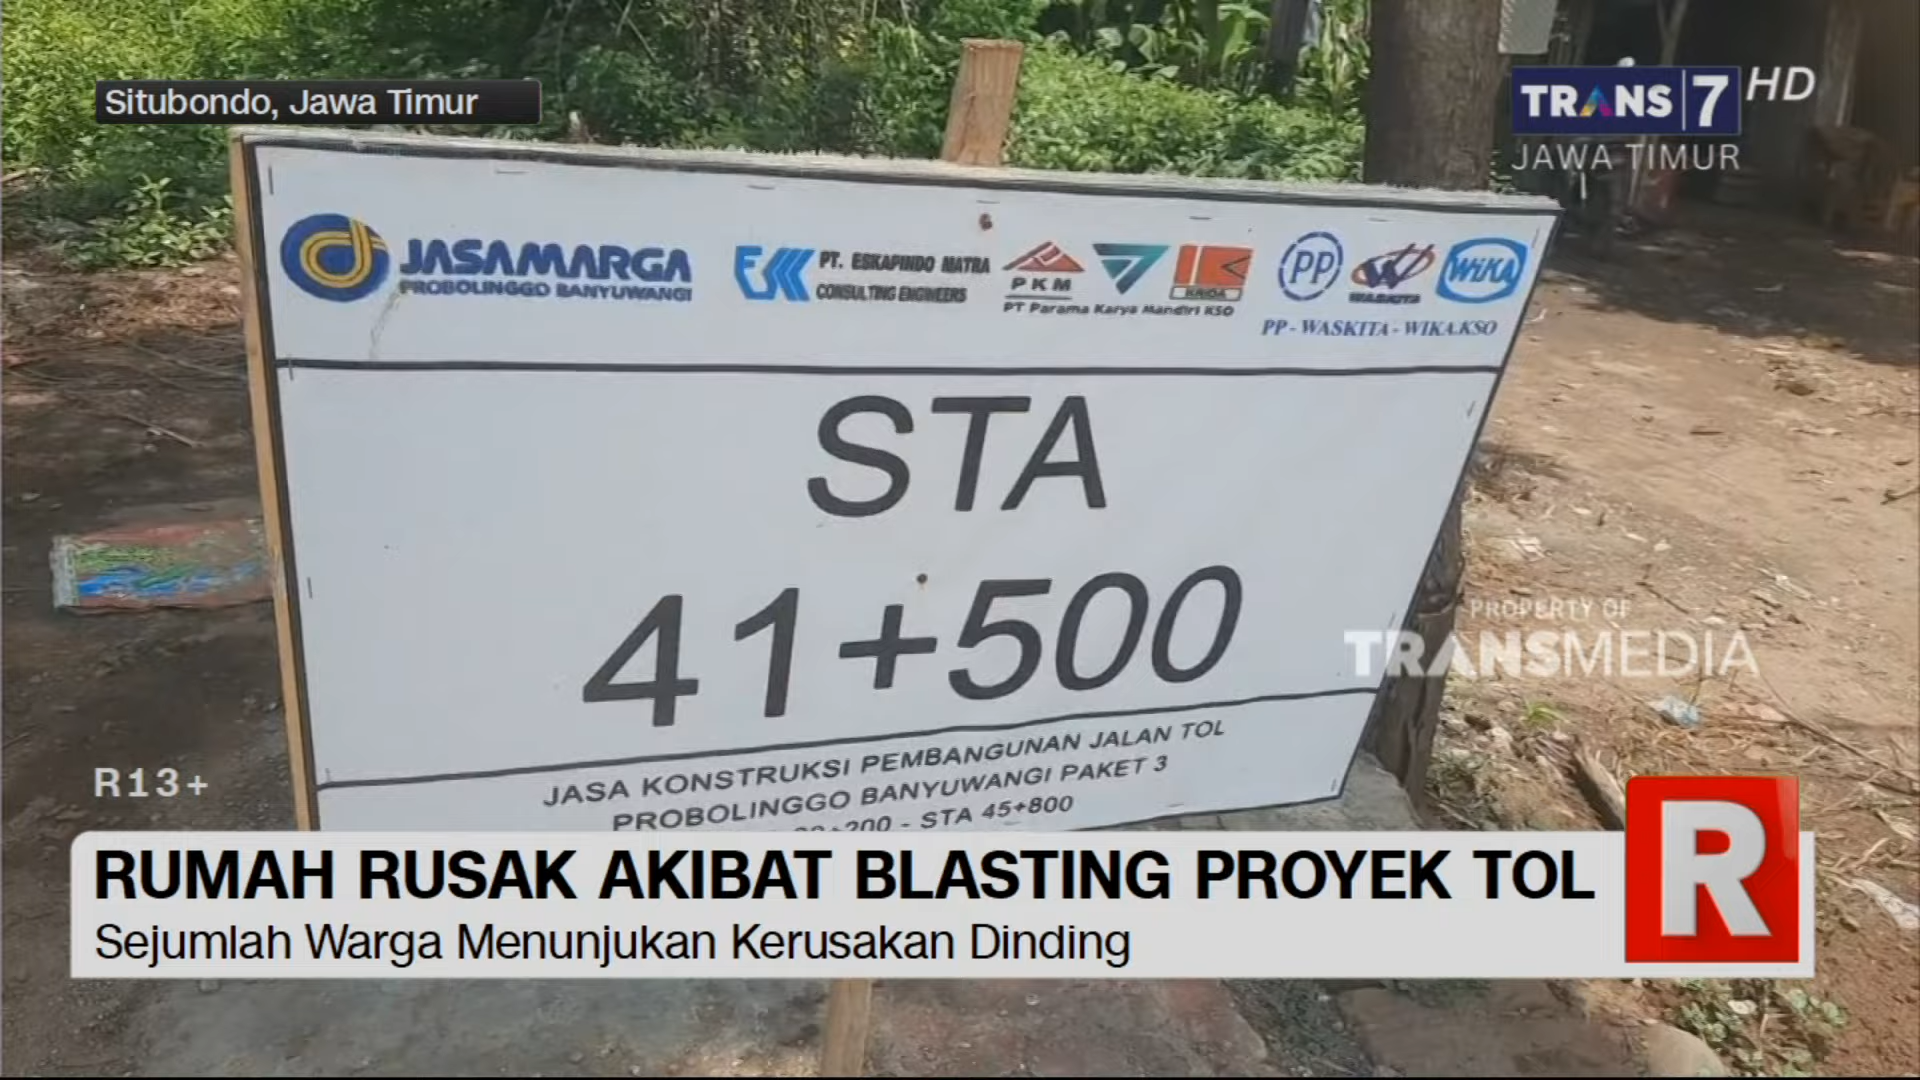 Situbondo, Jawa Timur
TRANS 7 HD
JAWA TIMUR
JASAMARGA
PROBOLINGGO BANYUWANGI
PT. ESKAPINDO MATRA
CONSULTING ENGINEERS
PKM
KRIDA
PT Parama Karya Mandiri KSO
PP
WASKITA
WIKA
PP - WASKITA - WIKA.KSO
STA
41+500
PROPERTY OF
TRANSMEDIA
JASA KONSTRUKSI PEMBANGUNAN JALAN TOL
PROBOLINGGO BANYUWANGI PAKET 3
- STA 45+800
R13+
RUMAH RUSAK AKIBAT BLASTING PROYEK TOL
Sejumlah Warga Menunjukan Kerusakan Dinding
R